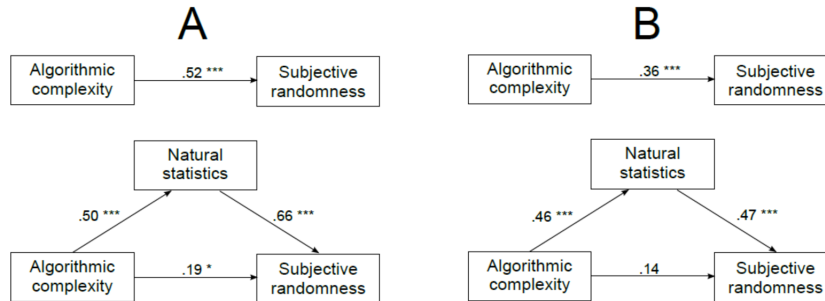 A
B
Algorithmic
complexity
.52 ***
Subjective
randomness
Algorithmic
complexity
.36 ***
Subjective
randomness
Natural
statistics
.50 ***
.66 ***
Algorithmic
complexity
.19 *
Subjective
randomness
Natural
statistics
.46 ***
.47 ***
Algorithmic
complexity
.14
Subjective
randomness